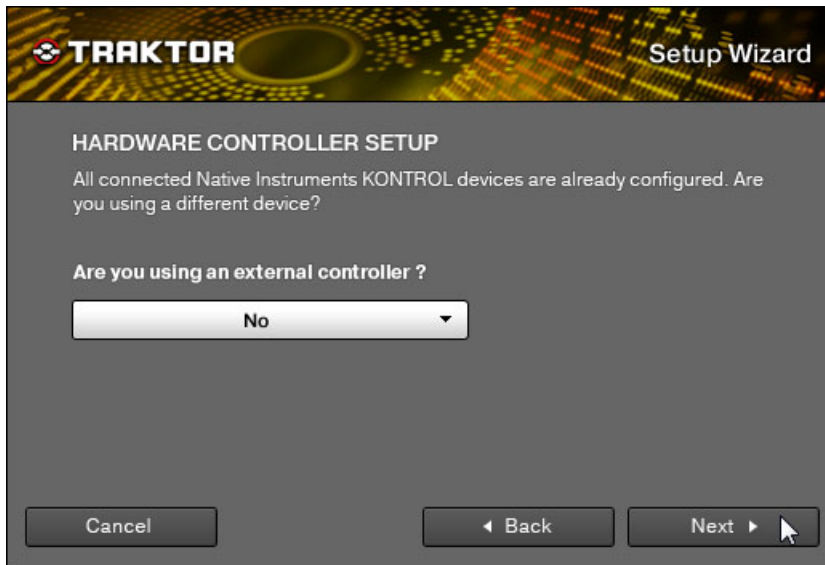 TRAKTOR
Setup Wizard
HARDWARE CONTROLLER SETUP
All connected Native Instruments KONTROL devices are already configured. Are
you using a different device?
Are you using an external controller ?
No
Cancel
Back
Next